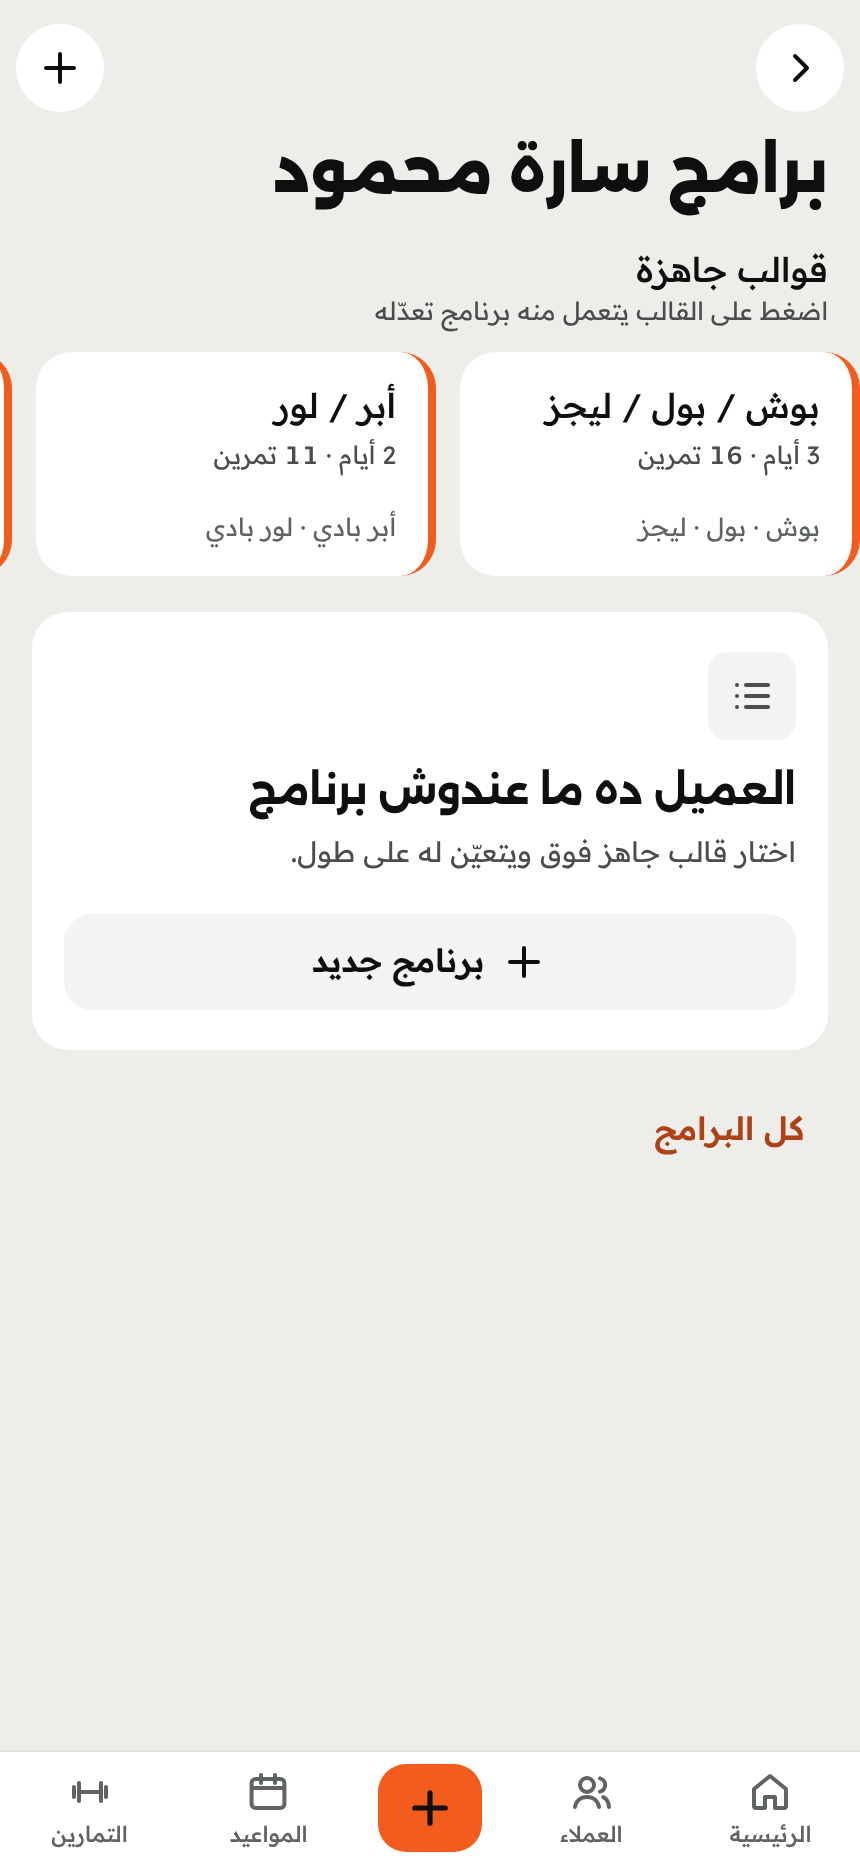 برامج سارة محمود
قوالب جاهزة
اضغط على القالب يتعمل منه برنامج تعدّله
بوش / بول / ليجز
3 أيام · 16 تمرين
بوش · بول · ليجز
أبر / لور
2 أيام · 11 تمرين
أبر بادي · لور بادي
العميل ده ما عندوش برنامج
اختار قالب جاهز فوق ويتعيّن له على طول.
برنامج جديد
كل البرامج
الرئيسية
العملاء
المواعيد
التمارين